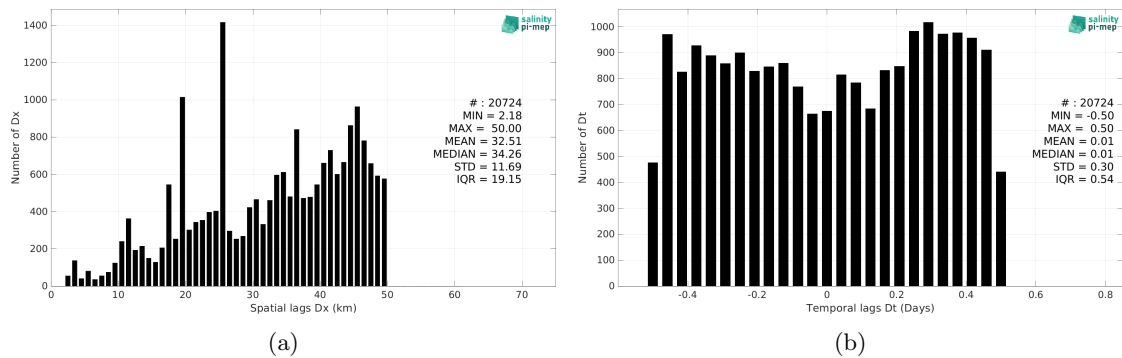 1400
1200
1000
800
600
400
200
0
Number of Dx
salinity
pi-mep
# : 20724
MIN = 2.18
MAX = 50.00
MEAN = 32.51
MEDIAN = 34.26
STD = 11.69
IQR = 19.15
0 10 20 30 40 50 60 70
Spatial lags Dx (km)
(a)
1000
900
800
700
600
500
400
300
200
100
0
Number of Dt
salinity
pi-mep
# : 20724
MIN = -0.50
MAX = 0.50
MEAN = 0.01
MEDIAN = 0.01
STD = 0.30
IQR = 0.54
-0.4 -0.2 0 0.2 0.4 0.6 0.8
Temporal lags Dt (Days)
(b)